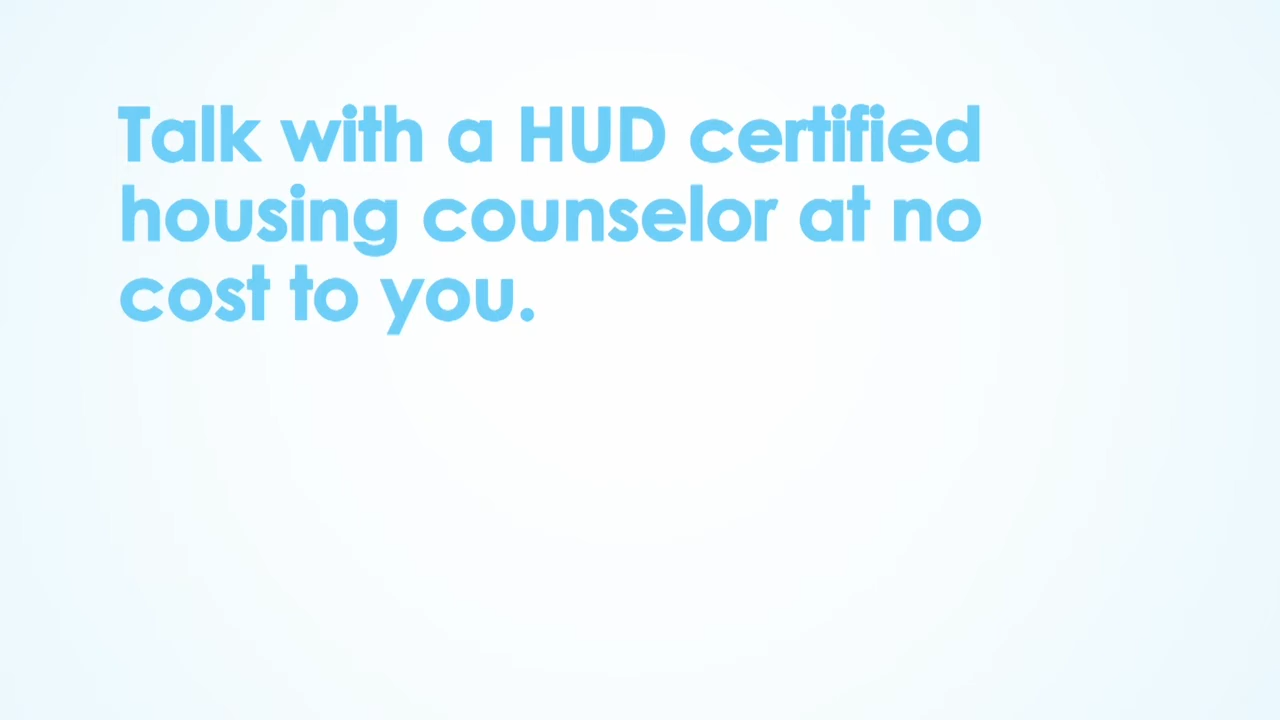 Talk with a HUD certified
housing counselor at no
cost to you.